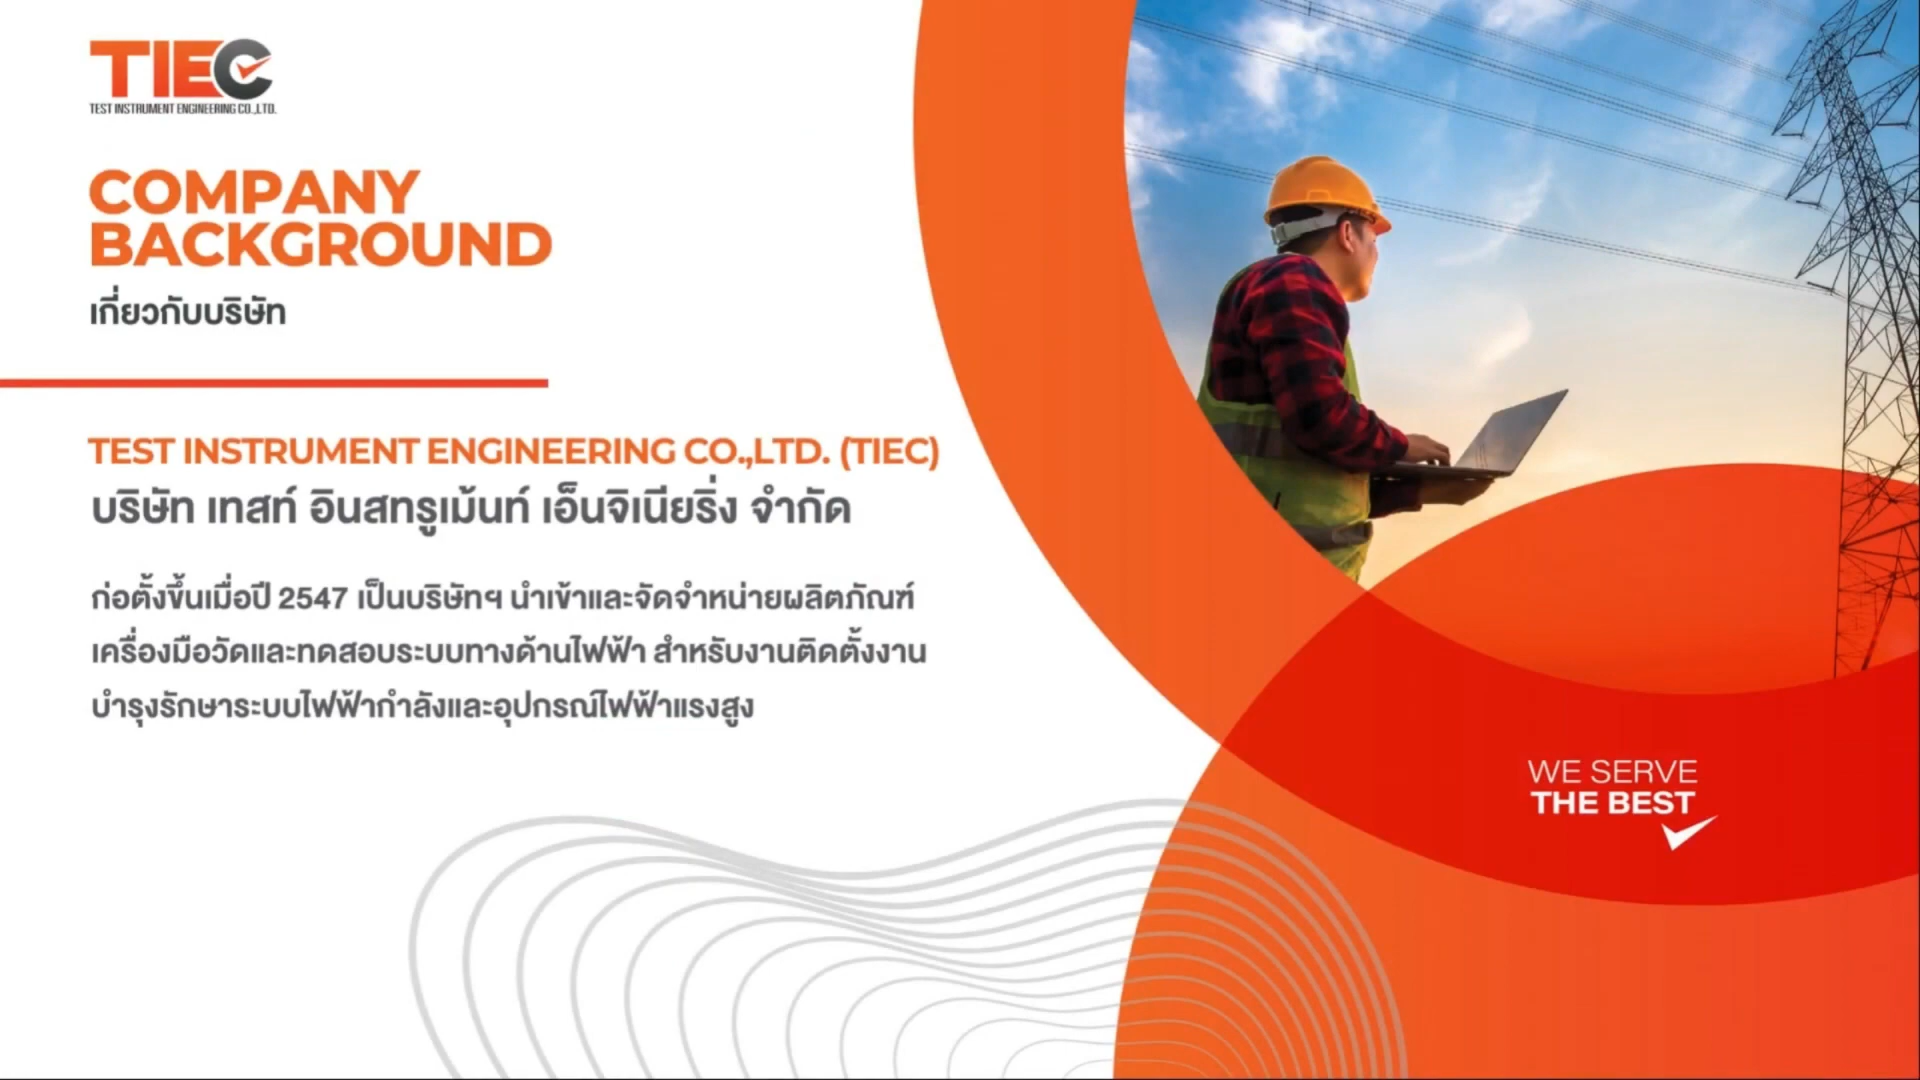 TIEC
TEST INSTRUMENT ENGINEERING CO.,LTD.
COMPANY
BACKGROUND
เกี่ยวกับบริษัท
TEST INSTRUMENT ENGINEERING CO.,LTD. (TIEC)
บริษัท เทสท์ อินสทรูเม้นท์ เอ็นจิเนียริ่ง จำกัด
ก่อตั้งขึ้นเมื่อปี 2547 เป็นบริษัทฯ นำเข้าและจัดจำหน่ายผลิตภัณฑ์
เครื่องมือวัดและทดสอบระบบทางด้านไฟฟ้า สำหรับงานติดตั้งงาน
บำรุงรักษาระบบไฟฟ้ากำลังและอุปกรณ์ไฟฟ้าแรงสูง
WE SERVE
THE BEST